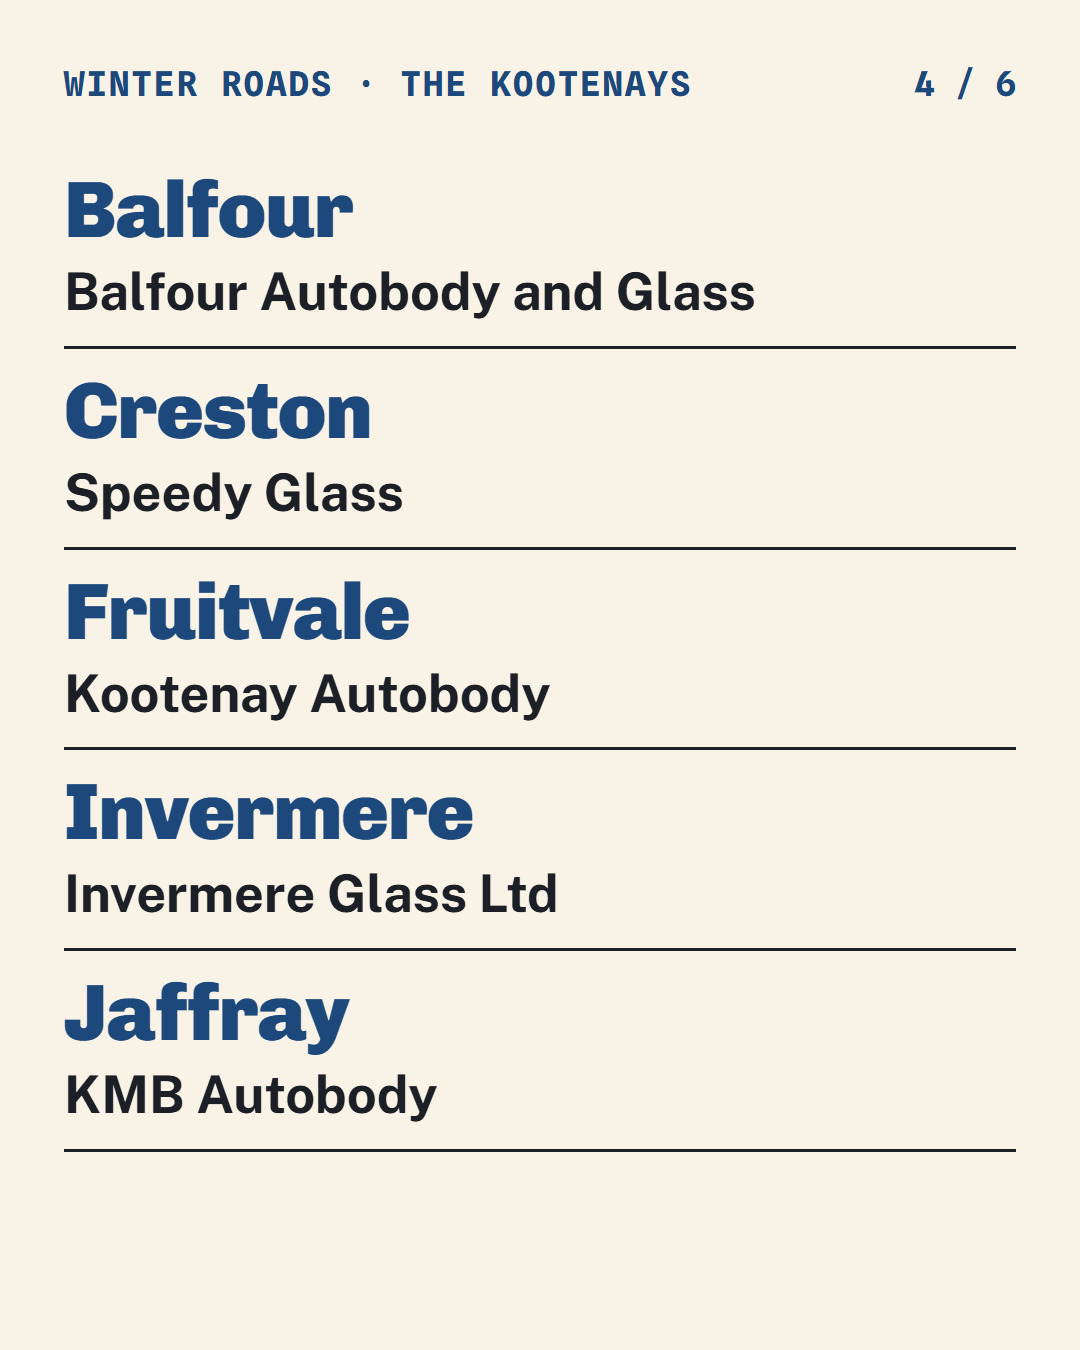 WINTER ROADS · THE KOOTENAYS 4 / 6
Balfour
Balfour Autobody and Glass
Creston
Speedy Glass
Fruitvale
Kootenay Autobody
Invermere
Invermere Glass Ltd
Jaffray
KMB Autobody